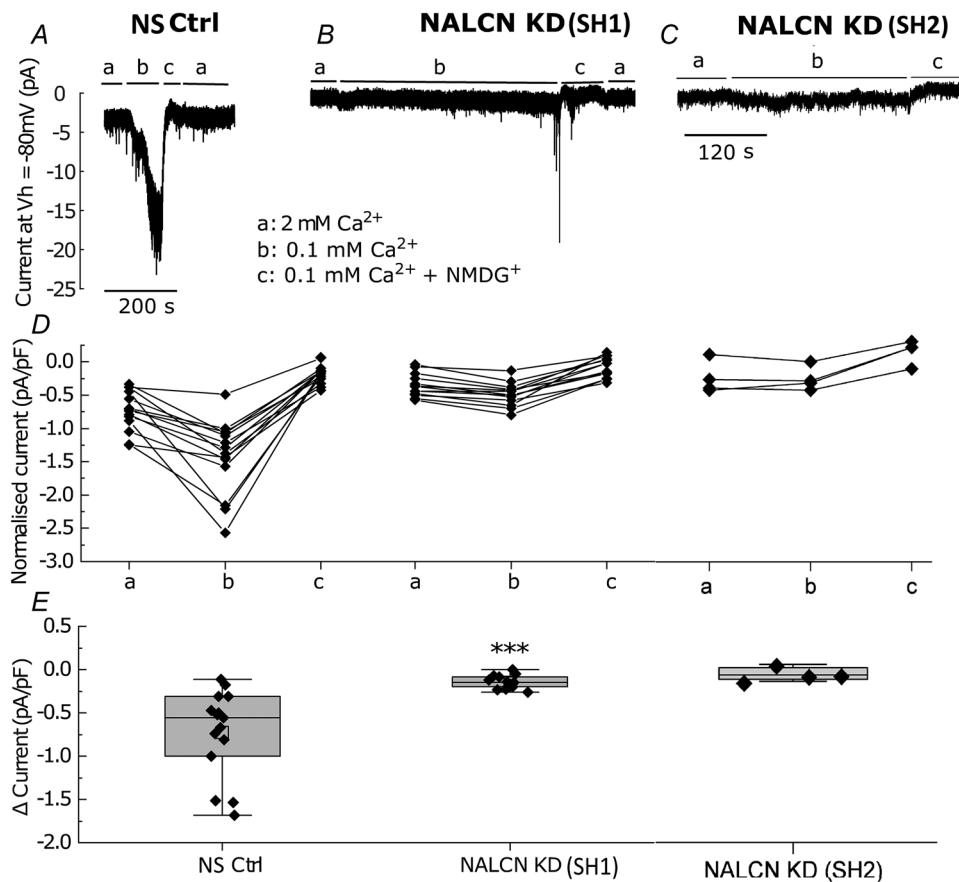 NS Ctrl
NALCN KD (SH1)
NALCN KD (SH2)
A
B
C
a b c a
a b c a
a b c
Current at Vh = -80mV (pA)
0
-5
-10
-15
-20
-25
200 s
120 s
a: 2 mM Ca²⁺
b: 0.1 mM Ca²⁺
c: 0.1 mM Ca²⁺ + NMDG⁺
D
Normalised current (pA/pF)
0.0
-0.5
-1.0
-1.5
-2.0
-2.5
-3.0
a b c a b c a b c
E
Δ Current (pA/pF)
0.5
0.0
-0.5
-1.0
-1.5
-2.0
***
NS Ctrl NALCN KD (SH1) NALCN KD (SH2)